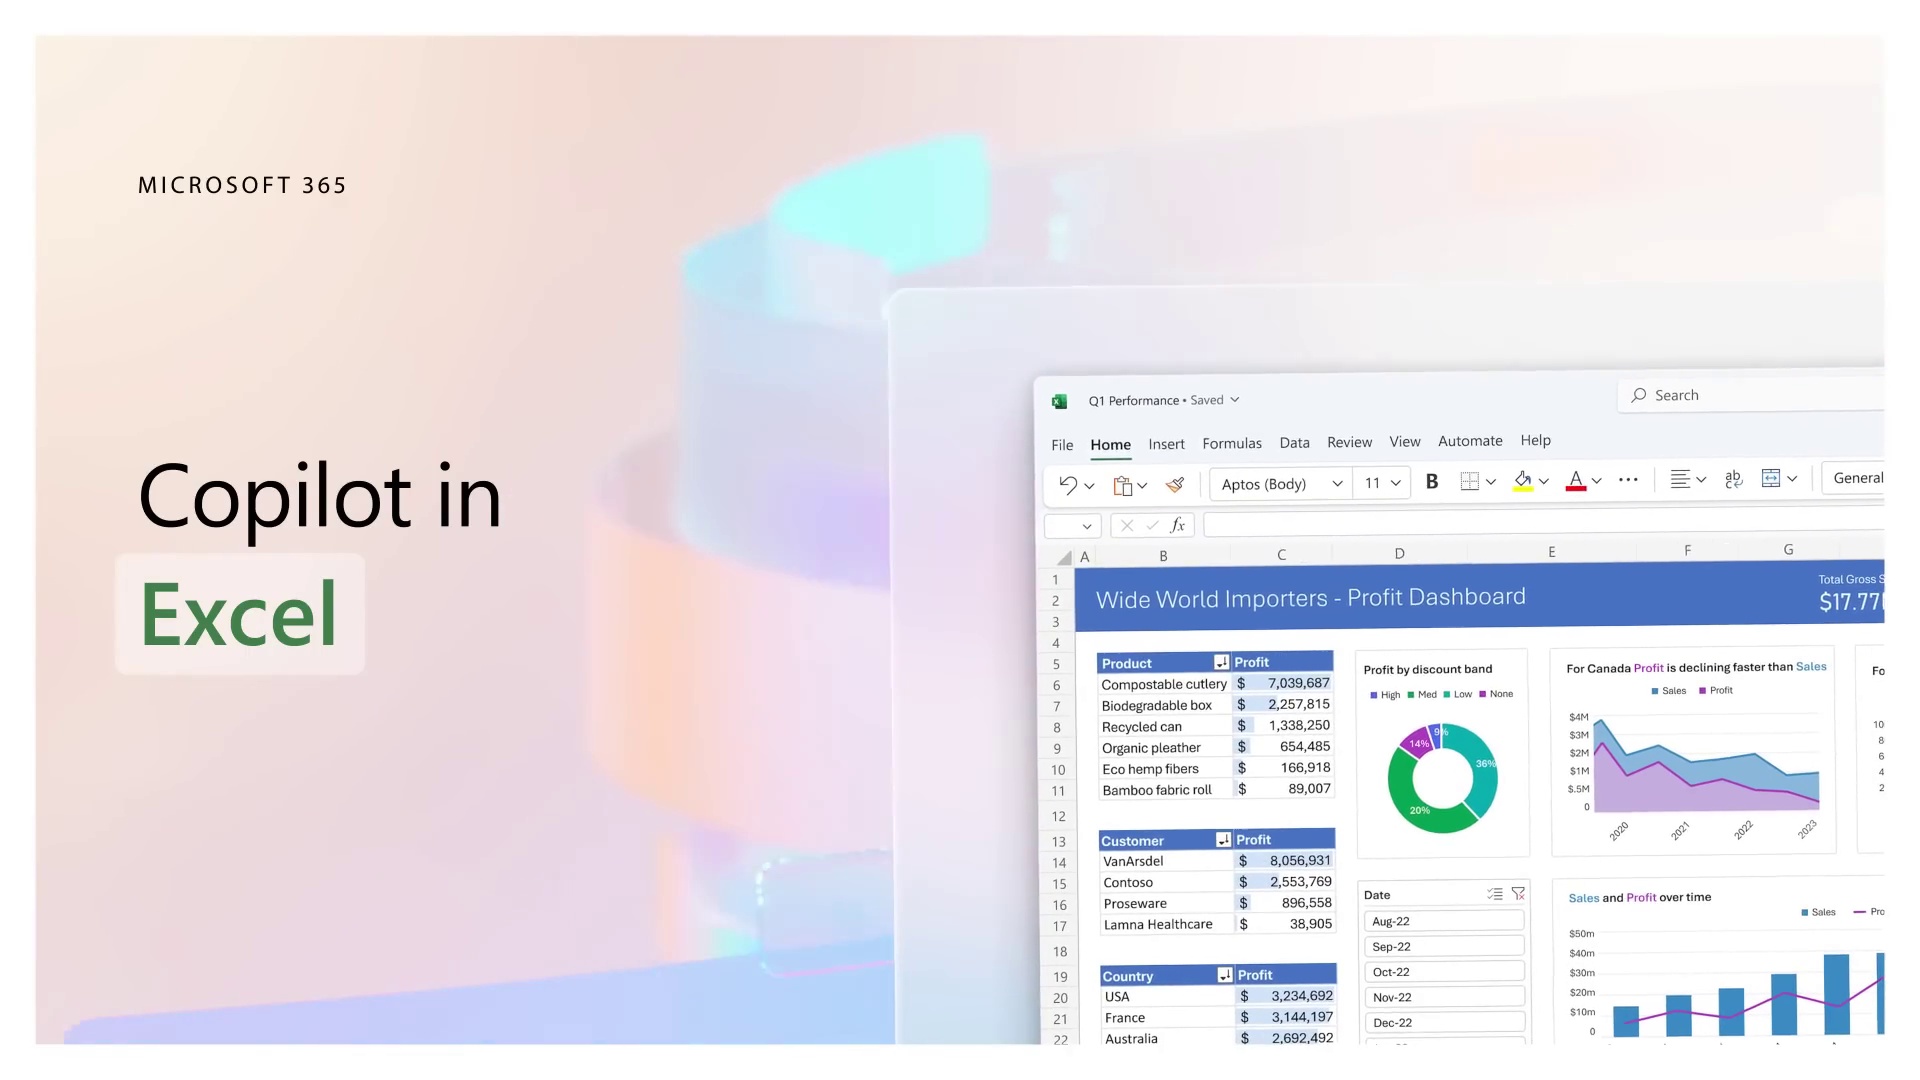 MICROSOFT 365
Copilot in
Excel
Q1 Performance • Saved
Search
File Home Insert Formulas Data Review View Automate Help
Aptos (Body) 11 B A ab General
fx
A B C D E F G
1
2
3
4
5
6
7
8
9
10
11
12
13
14
15
16
17
18
19
20
21
22
Wide World Importers - Profit Dashboard
Total Gross
$17.77
Product Profit
Compostable cutlery $ 7,039,687
Biodegradable box $ 2,257,815
Recycled can $ 1,338,250
Organic pleather $ 654,485
Eco hemp fibers $ 166,918
Bamboo fabric roll $ 89,007
Customer Profit
VanArsdel $ 8,056,931
Contoso $ 2,553,769
Proseware $ 896,558
Lamna Healthcare $ 38,905
Country Profit
USA $ 3,234,692
France $ 3,144,197
Australia $ 2,692,492
Profit by discount band
High Med Low None
9%
14%
36%
20%
Date
Aug-22
Sep-22
Oct-22
Nov-22
Dec-22
For Canada Profit is declining faster than Sales
Sales Profit
$4M
$3M
$2M
$1M
$.5M
0
2020 2021 2022 2023
Fo
10
8
6
4
2
Sales and Profit over time
Sales Pro
$50m
$40m
$30m
$20m
$10m
0